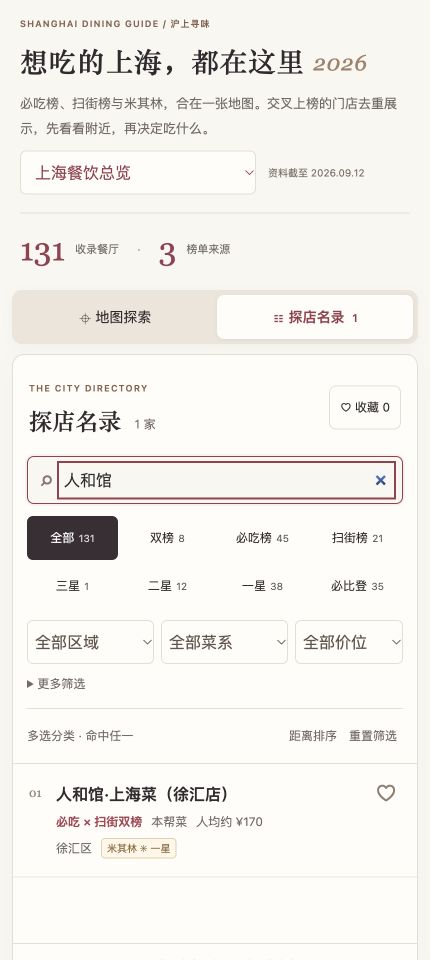 SHANGHAI DINING GUIDE / 沪上寻味
想吃的上海，都在这里 2026
必吃榜、扫街榜与米其林，合在一张地图。交叉上榜的门店去重展
示，先看看附近，再决定吃什么。
上海餐饮总览 资料截至 2026.09.12
131 收录餐厅 · 3 榜单来源
地图探索 探店名录 1
THE CITY DIRECTORY
探店名录 1 家 ♡ 收藏 0
人和馆 ×
全部 131 双榜 8 必吃榜 45 扫街榜 21
三星 1 二星 12 一星 38 必比登 35
全部区域 全部菜系 全部价位
▶ 更多筛选
多选分类 · 命中任一 距离排序 重置筛选
01 人和馆·上海菜（徐汇店）
必吃 × 扫街双榜 本帮菜 人均约 ¥170
徐汇区 米其林 ✳ 一星